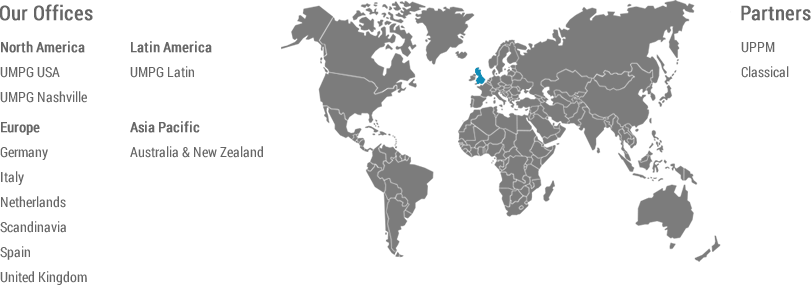 Our Offices
North America
UMPG USA
UMPG Nashville
Latin America
UMPG Latin
Europe
Germany
Italy
Netherlands
Scandinavia
Spain
United Kingdom
Asia Pacific
Australia & New Zealand
Partners
UPPM
Classical